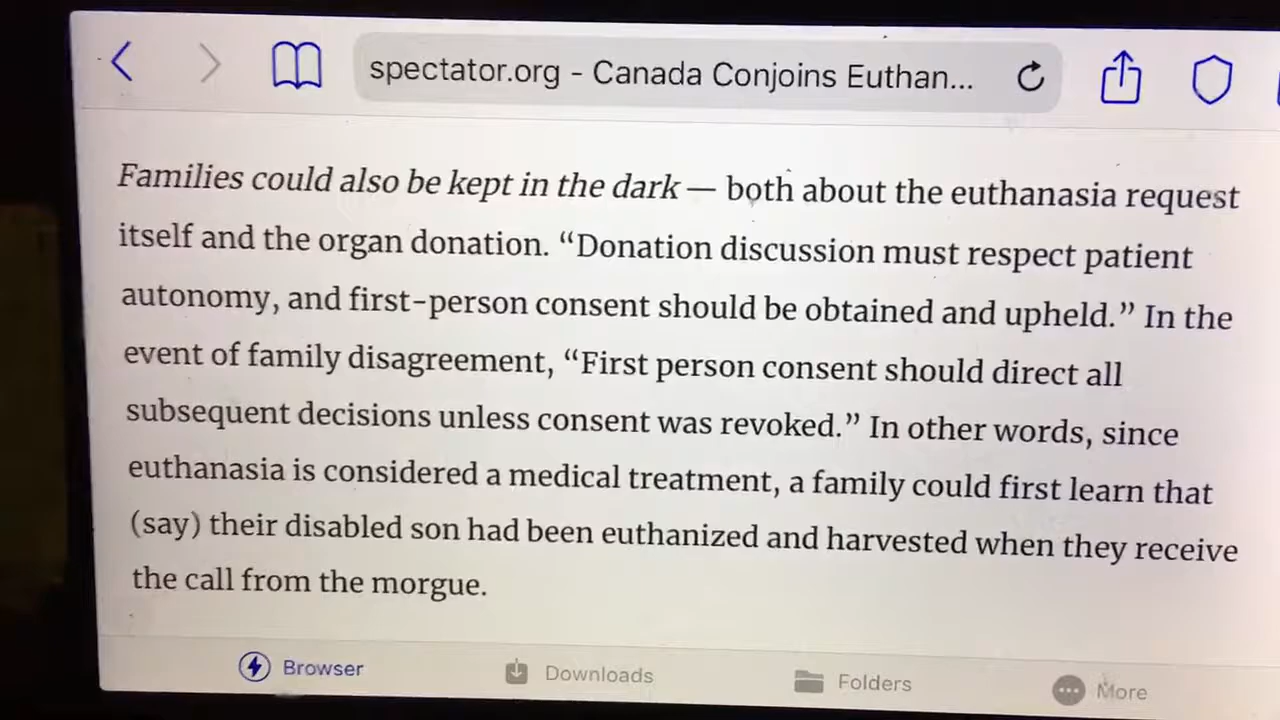 spectator.org - Canada Conjoins Euthan...
Families could also be kept in the dark — both about the euthanasia request
itself and the organ donation. “Donation discussion must respect patient
autonomy, and first-person consent should be obtained and upheld.” In the
event of family disagreement, “First person consent should direct all
subsequent decisions unless consent was revoked.” In other words, since
euthanasia is considered a medical treatment, a family could first learn that
(say) their disabled son had been euthanized and harvested when they receive
the call from the morgue.
Browser Downloads Folders More